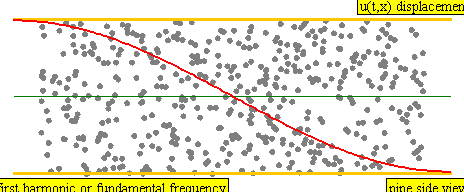 u(t,x) displacemen
first harmonic or fundamental frequency
pipe side view